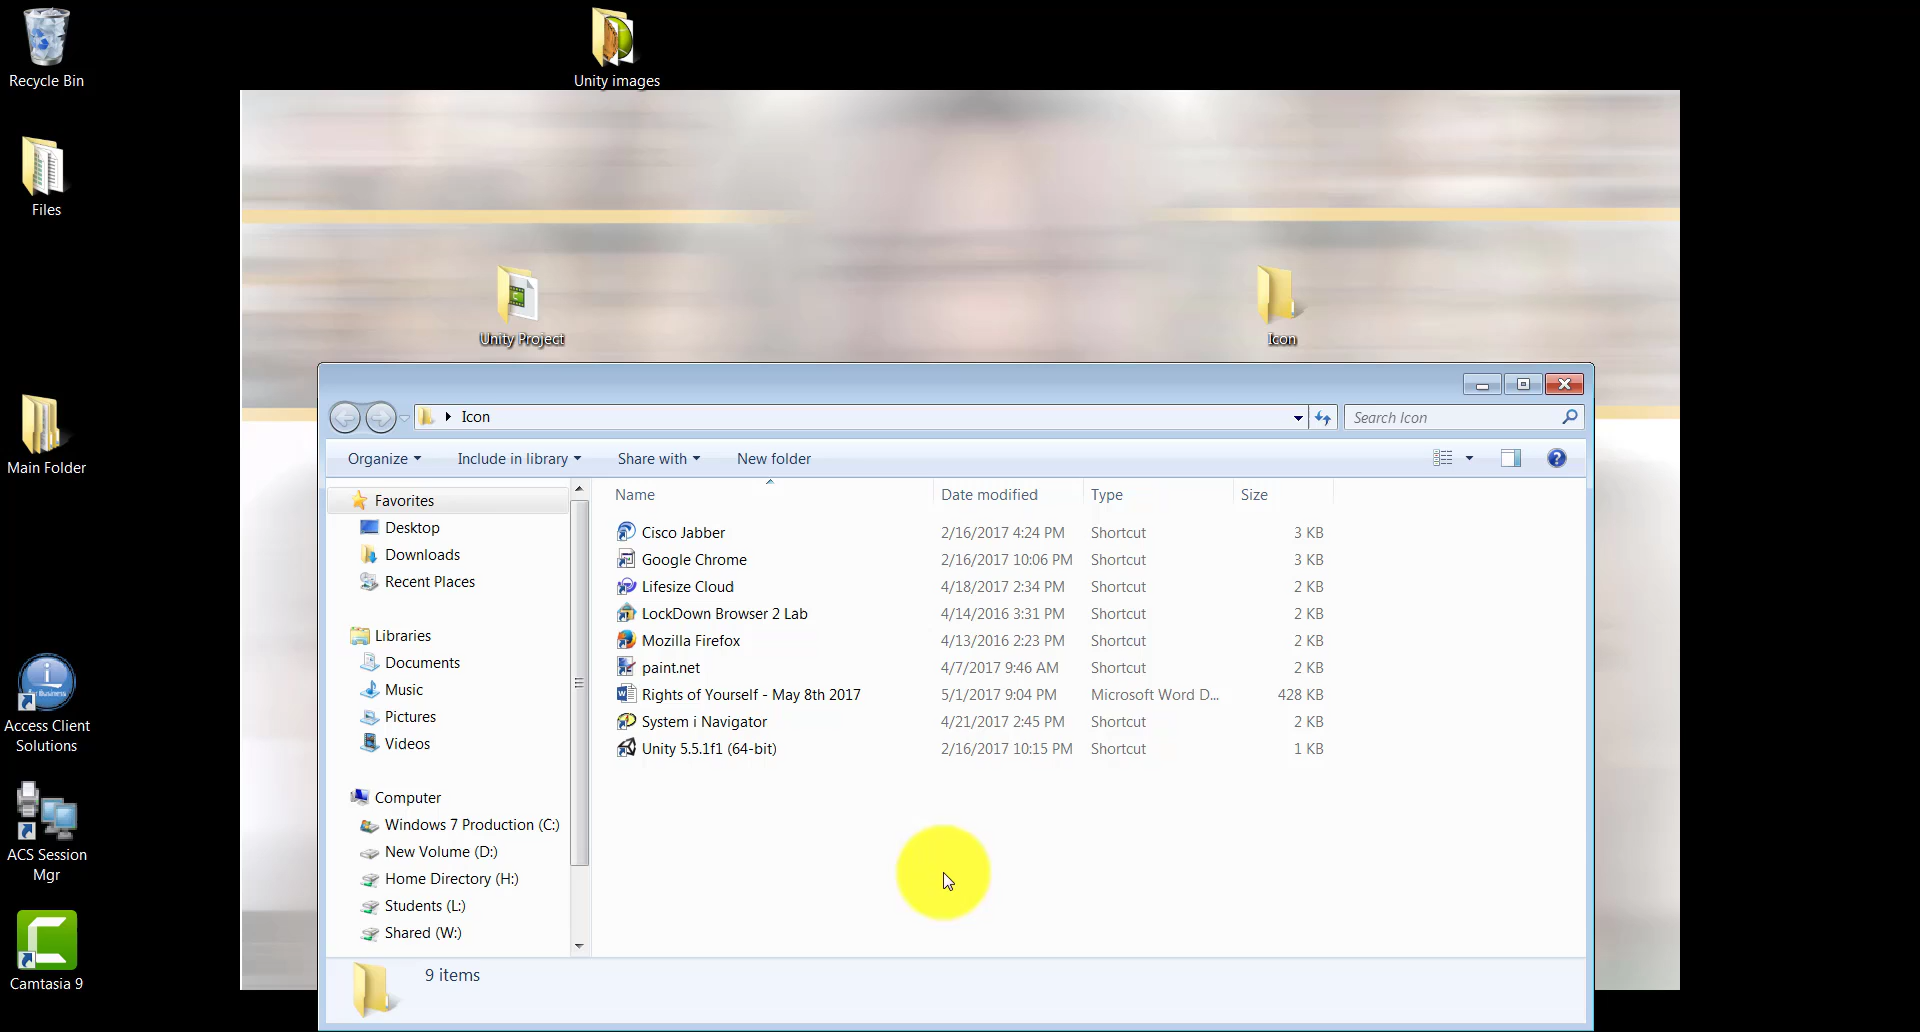 Recycle Bin
Unity images
Files
Unity Project
Icon
Main Folder
Access Client
Solutions
ACS Session
Mgr
Camtasia 9
Icon
Search Icon
Organize
Include in library
Share with
New folder
Favorites
Desktop
Downloads
Recent Places
Libraries
Documents
Music
Pictures
Videos
Computer
Windows 7 Production (C:)
New Volume (D:)
Home Directory (H:)
Students (L:)
Shared (W:)
Name Date modified Type Size
Cisco Jabber 2/16/2017 4:24 PM Shortcut 3 KB
Google Chrome 2/16/2017 10:06 PM Shortcut 3 KB
Lifesize Cloud 4/18/2017 2:34 PM Shortcut 2 KB
LockDown Browser 2 Lab 4/14/2016 3:31 PM Shortcut 2 KB
Mozilla Firefox 4/13/2016 2:23 PM Shortcut 2 KB
paint.net 4/7/2017 9:46 AM Shortcut 2 KB
Rights of Yourself - May 8th 2017 5/1/2017 9:04 PM Microsoft Word D... 428 KB
System i Navigator 4/21/2017 2:45 PM Shortcut 2 KB
Unity 5.5.1f1 (64-bit) 2/16/2017 10:15 PM Shortcut 1 KB
9 items